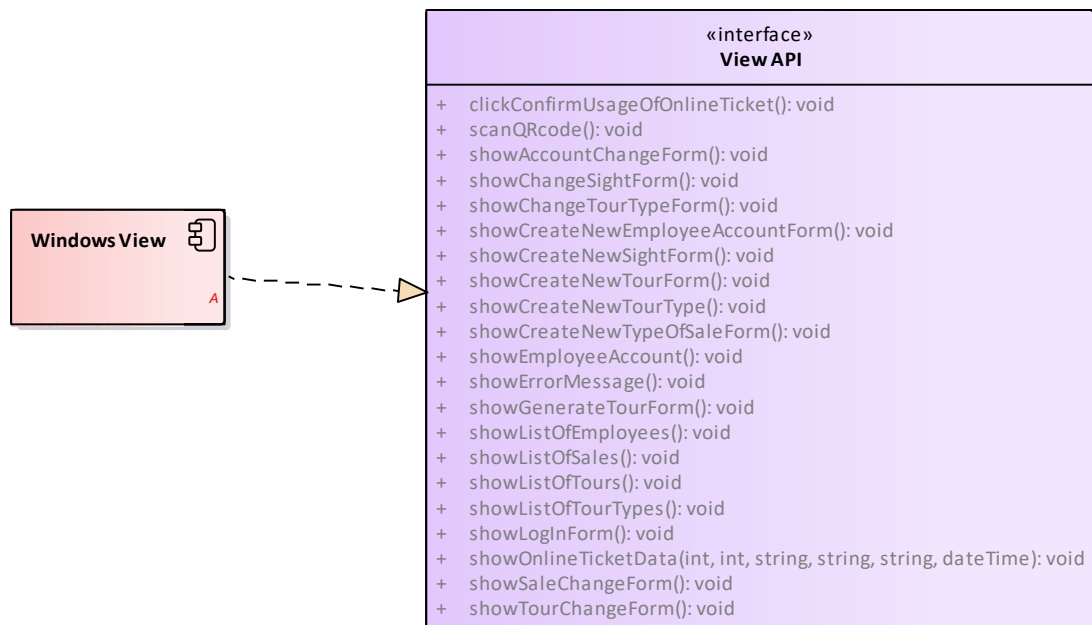 «interface»
View API
+ clickConfirmUsageOfOnlineTicket(): void
+ scanQRcode(): void
+ showAccountChangeForm(): void
+ showChangeSightForm(): void
+ showChangeTourTypeForm(): void
+ showCreateNewEmployeeAccountForm(): void
+ showCreateNewSightForm(): void
+ showCreateNewTourForm(): void
+ showCreateNewTourType(): void
+ showCreateNewTypeOfSaleForm(): void
+ showEmployeeAccount(): void
+ showErrorMessage(): void
+ showGenerateTourForm(): void
+ showListOfEmployees(): void
+ showListOfSales(): void
+ showListOfTours(): void
+ showListOfTourTypes(): void
+ showLogInForm(): void
+ showOnlineTicketData(int, int, string, string, string, dateTime): void
+ showSaleChangeForm(): void
+ showTourChangeForm(): void
Windows View
A